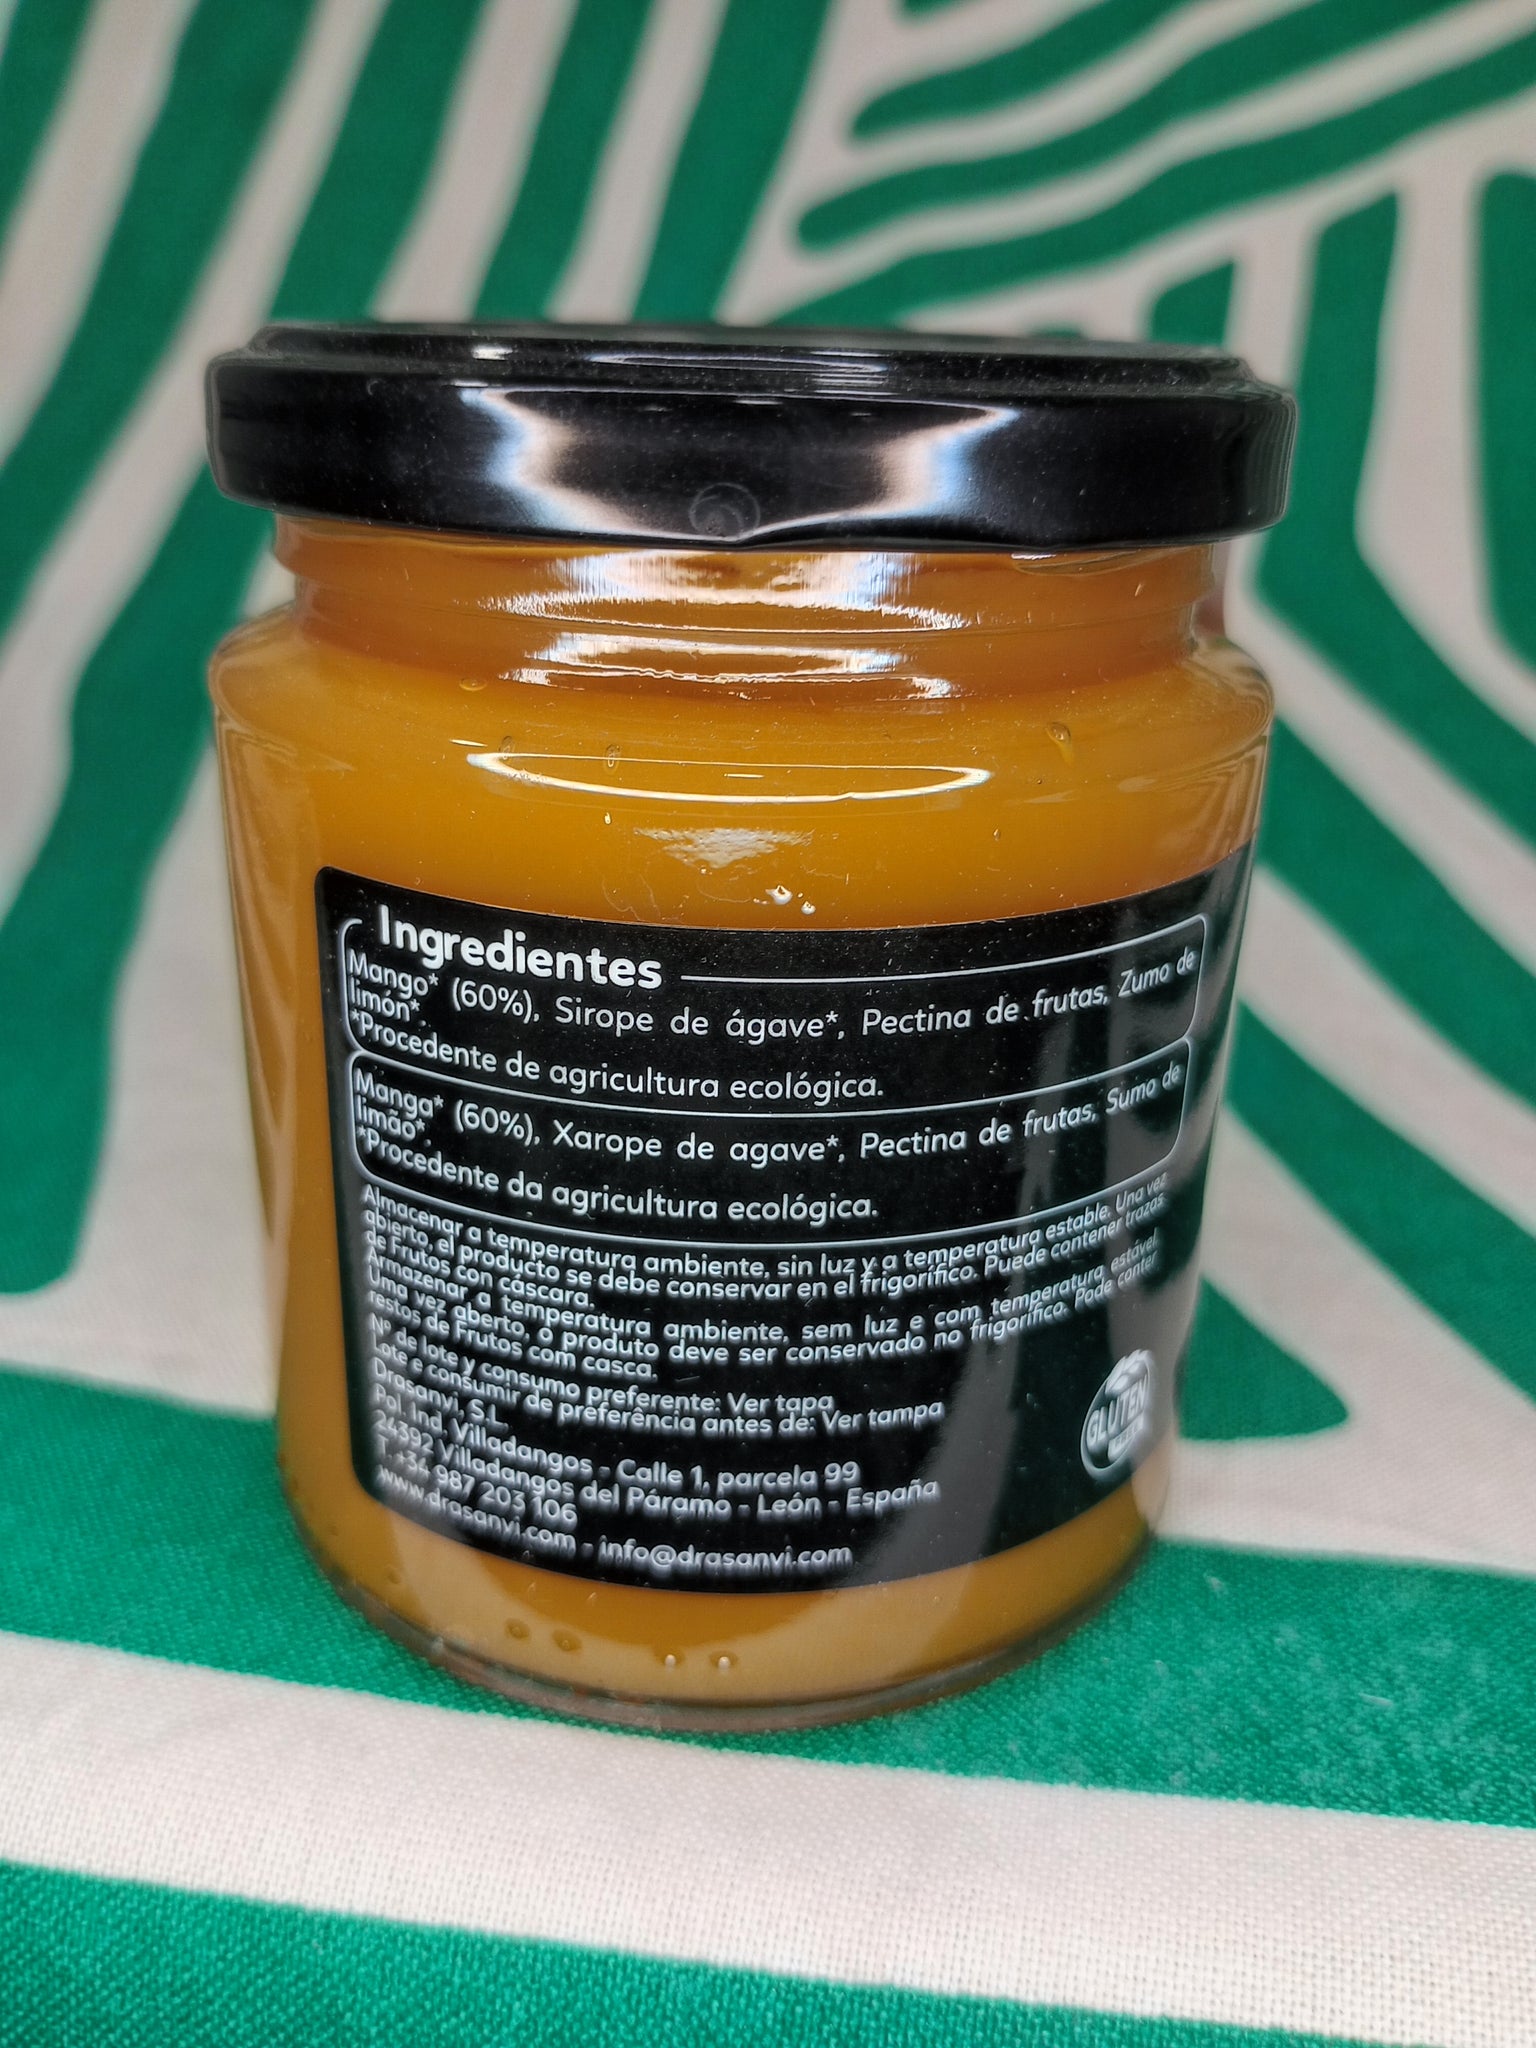 Ingredientes
Mango* (60%), Sirope de ágave*, Pectina de frutas, Zumo de
limón*.
*Procedente de agricultura ecológica.
Manga* (60%), Xarope de agave*, Pectina de frutas, Sumo de
limão*.
*Procedente da agricultura ecológica.
Almacenar a temperatura ambiente, sin luz y a temperatura estable. Una vez
abierto, el producto se debe conservar en el frigorífico. Puede contener trazas
de Frutos con cáscara.
Armazenar a temperatura ambiente, sem luz e com temperatura estável.
Uma vez aberto, o produto deve ser conservado no frigorífico. Pode conter
restos de Frutos com casca.
Nº de lote y consumo preferente: Ver tapa
Lote e consumir de preferência antes de: Ver tampa
Drasanvi, S.L.
Pol. Ind. Villadangos - Calle 1, parcela 99
24392 Villadangos del Páramo - León - España
T. +34 987 203 106
www.drasanvi.com - info@drasanvi.com
GLUTEN